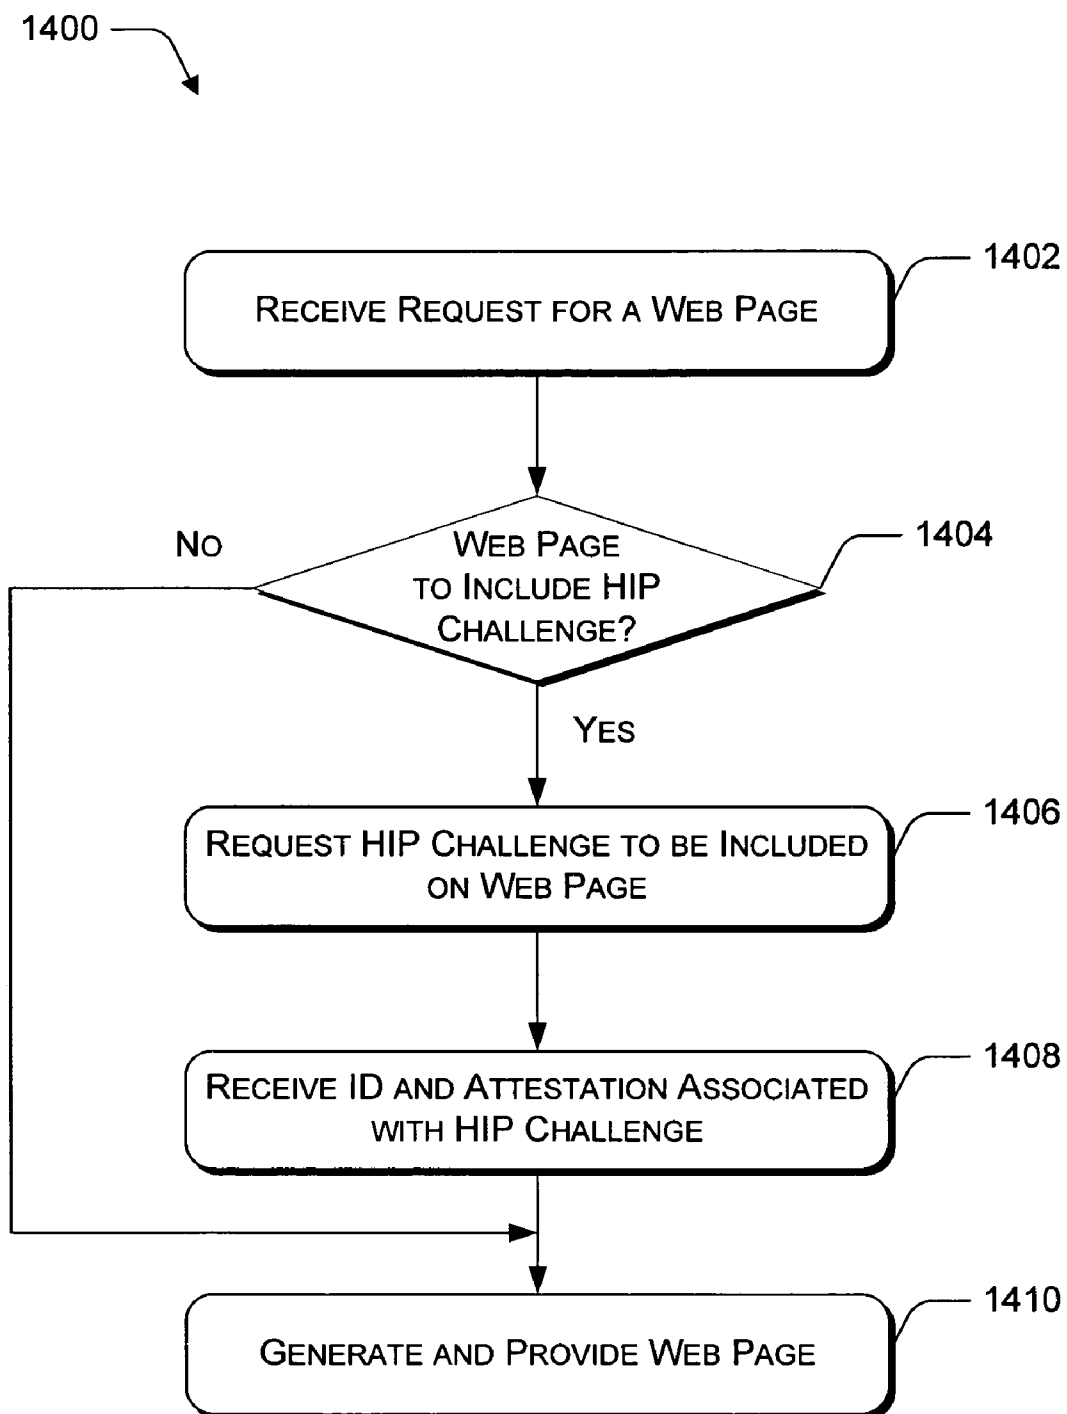 1400
1402
RECEIVE REQUEST FOR A WEB PAGE
NO
WEB PAGE
TO INCLUDE HIP
CHALLENGE?
1404
YES
1406
REQUEST HIP CHALLENGE TO BE INCLUDED
ON WEB PAGE
1408
RECEIVE ID AND ATTESTATION ASSOCIATED
WITH HIP CHALLENGE
1410
GENERATE AND PROVIDE WEB PAGE